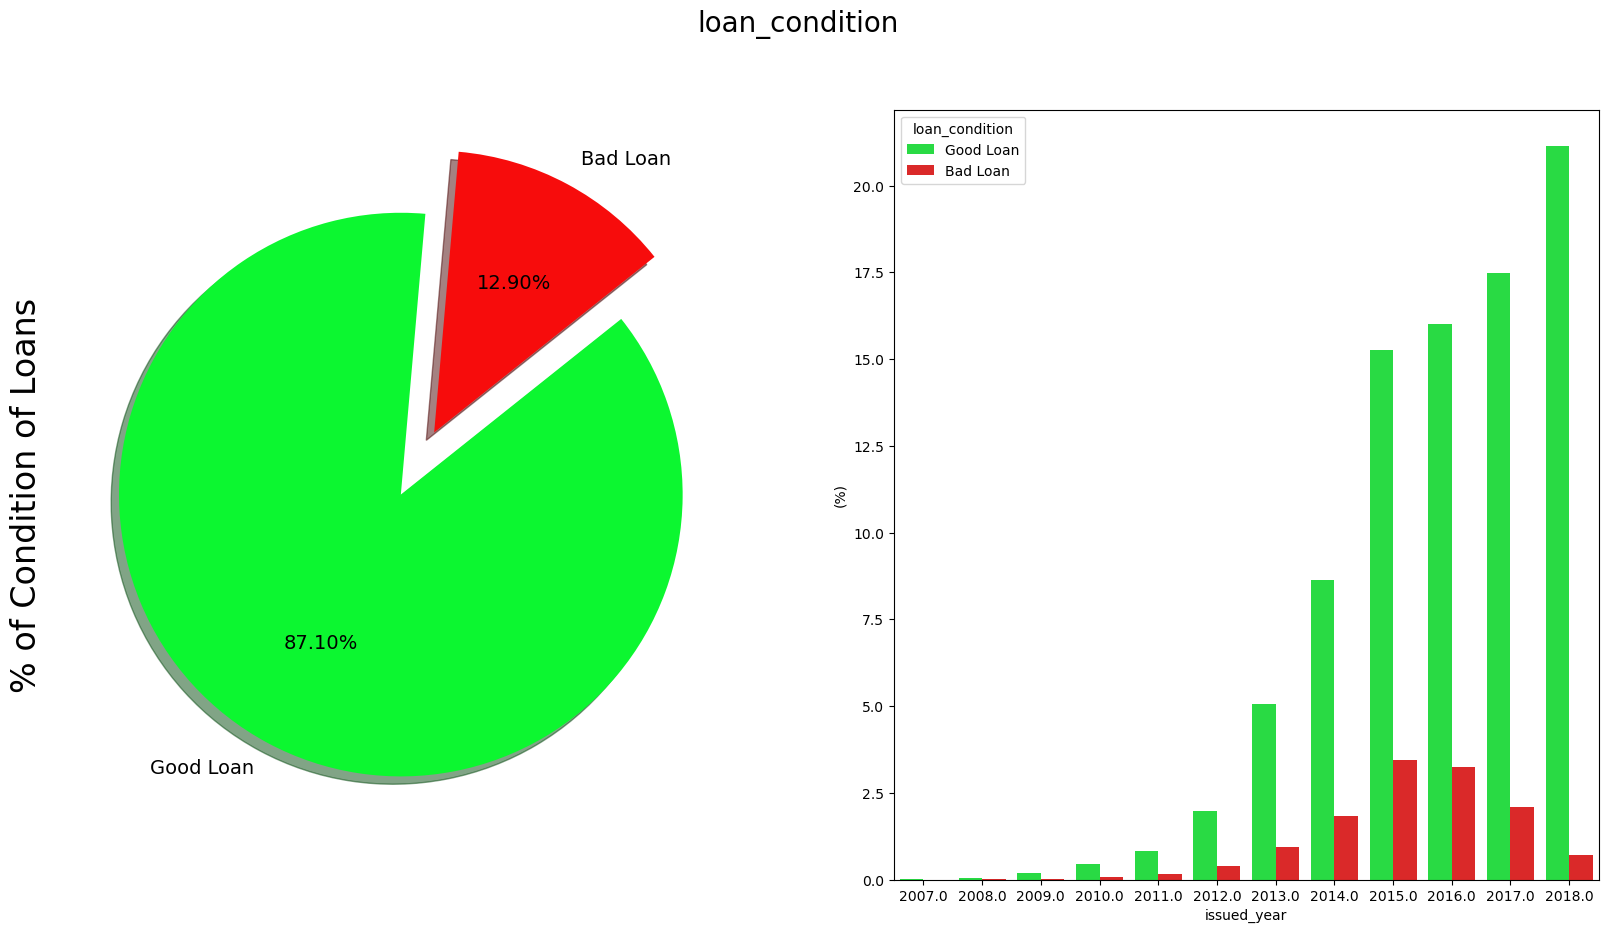 loan_condition
% of Condition of Loans
Bad Loan
12.90%
87.10%
Good Loan
loan_condition
Good Loan
Bad Loan
(%)
20.0
17.5
15.0
12.5
10.0
7.5
5.0
2.5
0.0
2007.0 2008.0 2009.0 2010.0 2011.0 2012.0 2013.0 2014.0 2015.0 2016.0 2017.0 2018.0
issued_year